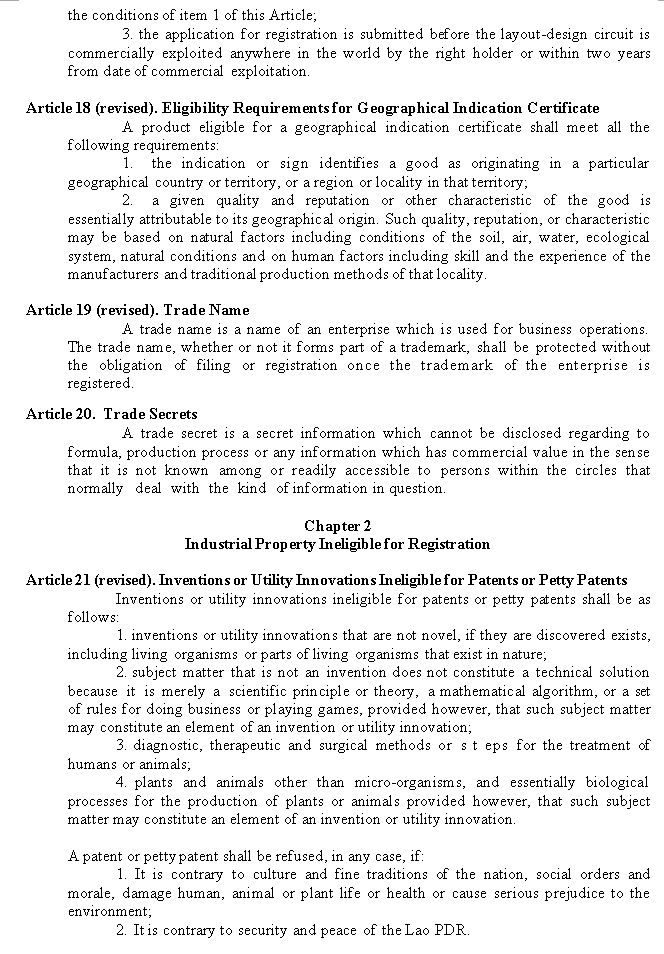 the conditions of item 1 of this Article;
3. the application for registration is submitted before the layout-design circuit is
commercially exploited anywhere in the world by the right holder or within two years
from date of commercial exploitation.
Article 18 (revised). Eligibility Requirements for Geographical Indication Certificate
A product eligible for a geographical indication certificate shall meet all the
following requirements:
1. the indication or sign identifies a good as originating in a particular
geographical country or territory, or a region or locality in that territory;
2. a given quality and reputation or other characteristic of the good is
essentially attributable to its geographical origin. Such quality, reputation, or characteristic
may be based on natural factors including conditions of the soil, air, water, ecological
system, natural conditions and on human factors including skill and the experience of the
manufacturers and traditional production methods of that locality.
Article 19 (revised). Trade Name
A trade name is a name of an enterprise which is used for business operations.
The trade name, whether or not it forms part of a trademark, shall be protected without
the obligation of filing or registration once the trademark of the enterprise is
registered.
Article 20. Trade Secrets
A trade secret is a secret information which cannot be disclosed regarding to
formula, production process or any information which has commercial value in the sense
that it is not known among or readily accessible to persons within the circles that
normally deal with the kind of information in question.
Chapter 2
Industrial Property Ineligible for Registration
Article 21 (revised). Inventions or Utility Innovations Ineligible for Patents or Petty Patents
Inventions or utility innovations ineligible for patents or petty patents shall be as
follows:
1. inventions or utility innovations that are not novel, if they are discovered exists,
including living organisms or parts of living organisms that exist in nature;
2. subject matter that is not an invention does not constitute a technical solution
because it is merely a scientific principle or theory, a mathematical algorithm, or a set
of rules for doing business or playing games, provided however, that such subject matter
may constitute an element of an invention or utility innovation;
3. diagnostic, therapeutic and surgical methods or s t eps for the treatment of
humans or animals;
4. plants and animals other than micro-organisms, and essentially biological
processes for the production of plants or animals provided however, that such subject
matter may constitute an element of an invention or utility innovation.
A patent or petty patent shall be refused, in any case, if:
1. It is contrary to culture and fine traditions of the nation, social orders and
morale, damage human, animal or plant life or health or cause serious prejudice to the
environment;
2. It is contrary to security and peace of the Lao PDR.